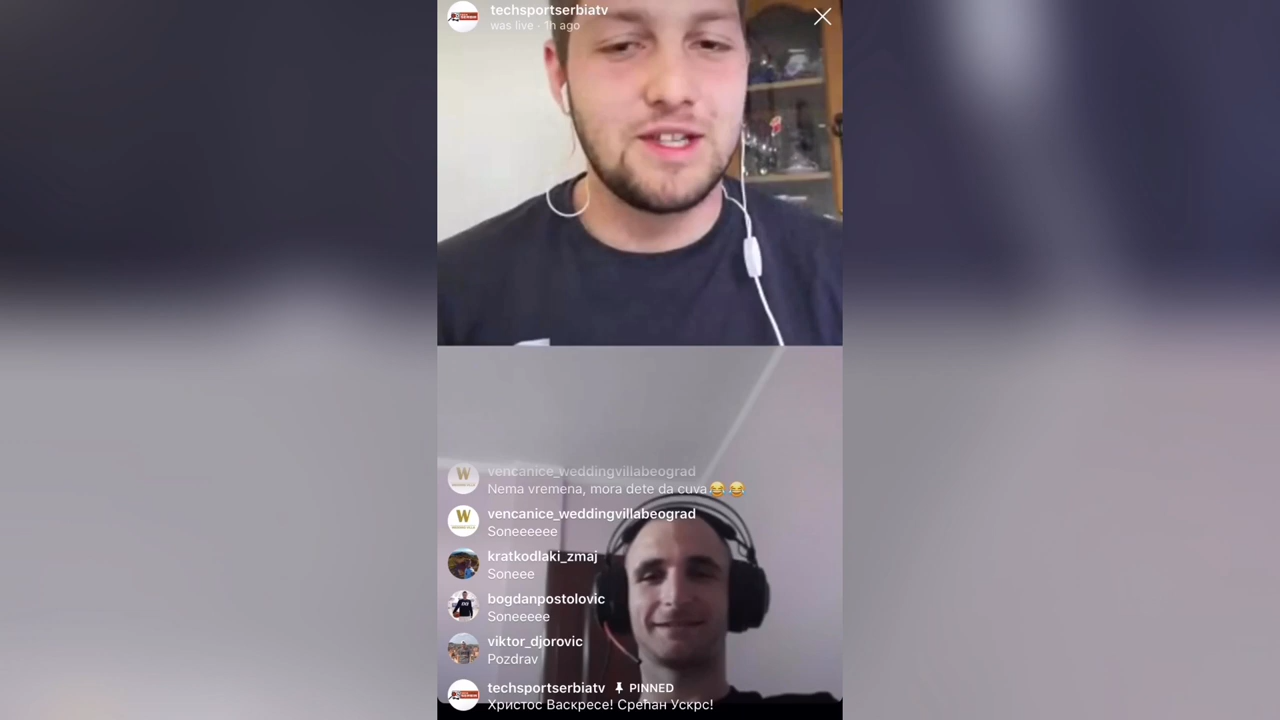 techsportserbiatv
was live - 1h ago
vencanice_weddingvillabeograd
Nema vremena, mora dete da cuva😂😂
vencanice_weddingvillabeograd
Soneeeeee
kratkodlaki_zmaj
Soneee
bogdanpostolovic
Soneeeee
viktor_djorovic
Pozdrav
techsportserbiatv PINNED
Христос Васкресе! Срећан Ускрс!